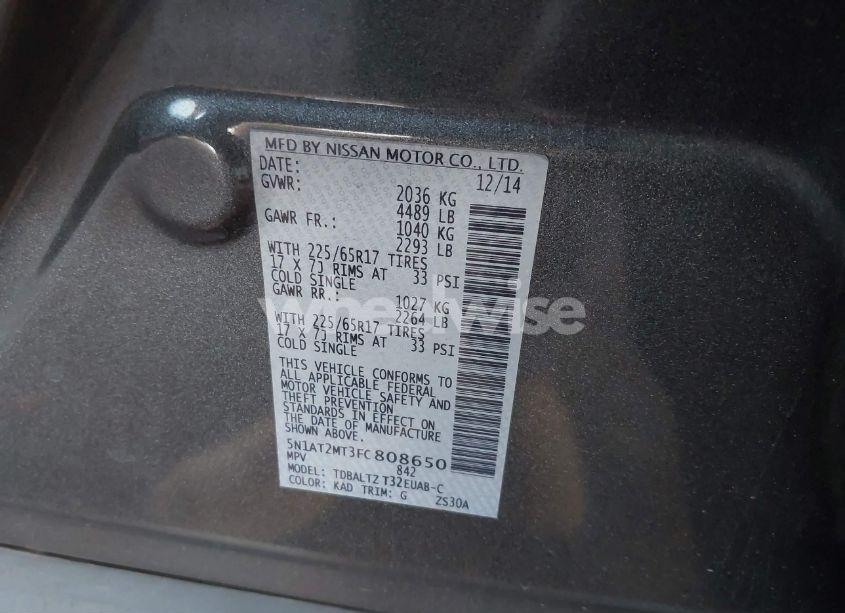 MFD BY NISSAN MOTOR CO., LTD.
DATE: 12/14
GVWR: 2036 KG
4489 LB
GAWR FR.: 1040 KG
2293 LB
WITH 225/65R17 TIRES
17 X 7J RIMS AT 33 PSI
COLD SINGLE
GAWR RR.: 1027 KG
2264 LB
WITH 225/65R17 TIRES
17 X 7J RIMS AT 33 PSI
COLD SINGLE
THIS VEHICLE CONFORMS TO
ALL APPLICABLE FEDERAL
MOTOR VEHICLE SAFETY AND
THEFT PREVENTION
STANDARDS IN EFFECT ON
THE DATE OF MANUFACTURE
SHOWN ABOVE.
5N1AT2MT3FC808650
MPV 842
MODEL: TDBALTZ T32EUAB-C
COLOR: KAD TRIM: G ZS30A
wheelwise